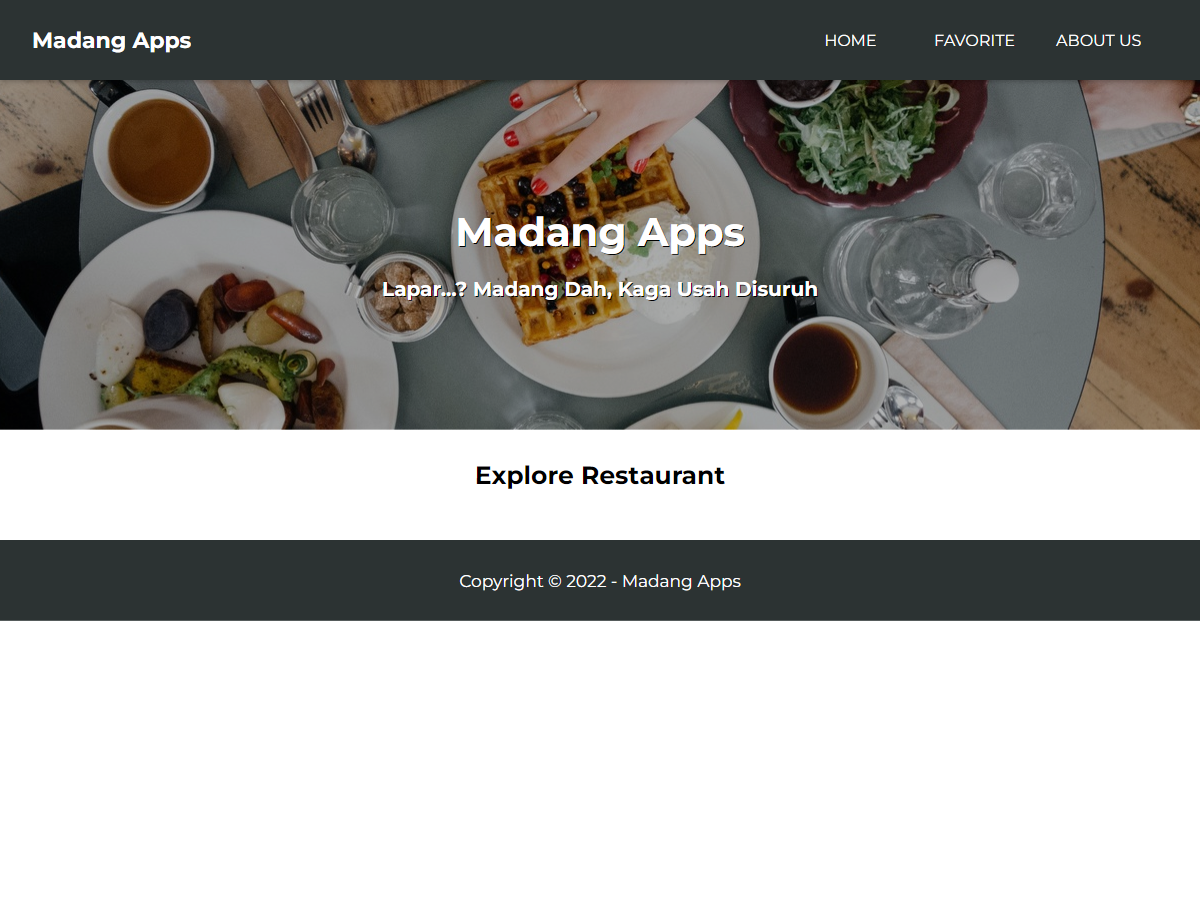 Madang Apps
HOME FAVORITE ABOUT US
Madang Apps
Lapar...? Madang Dah, Kaga Usah Disuruh
Explore Restaurant
Copyright © 2022 - Madang Apps